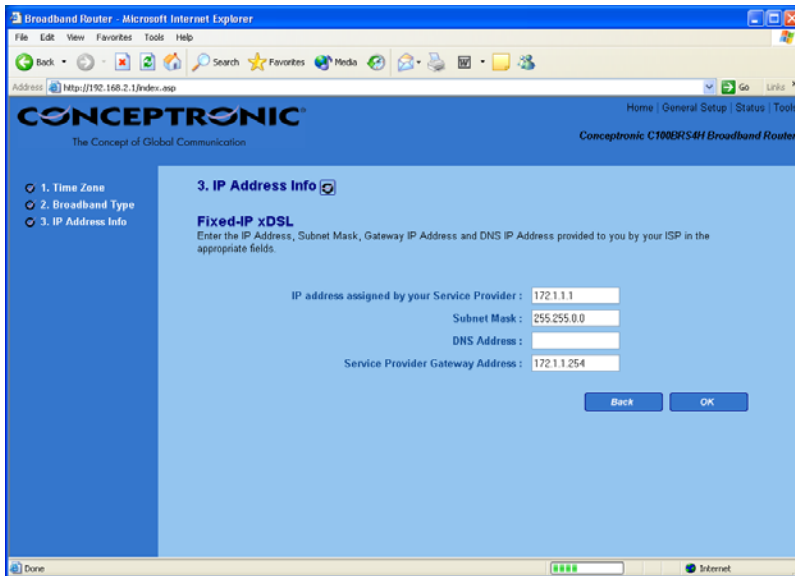 Broadband Router - Microsoft Internet Explorer
File Edit View Favorites Tools Help
Back Search Favorites Media
Address http://192.168.2.1/index.asp Go Links
CONCEPTRONIC
The Concept of Global Communication
Home | General Setup | Status | Tools
Conceptronic C100BRS4H Broadband Router
1. Time Zone
2. Broadband Type
3. IP Address Info
3. IP Address Info
Fixed-IP xDSL
Enter the IP Address, Subnet Mask, Gateway IP Address and DNS IP Address provided to you by your ISP in the
appropriate fields.
IP address assigned by your Service Provider : 172.1.1.1
Subnet Mask : 255.255.0.0
DNS Address :
Service Provider Gateway Address : 172.1.1.254
Back OK
Done Internet